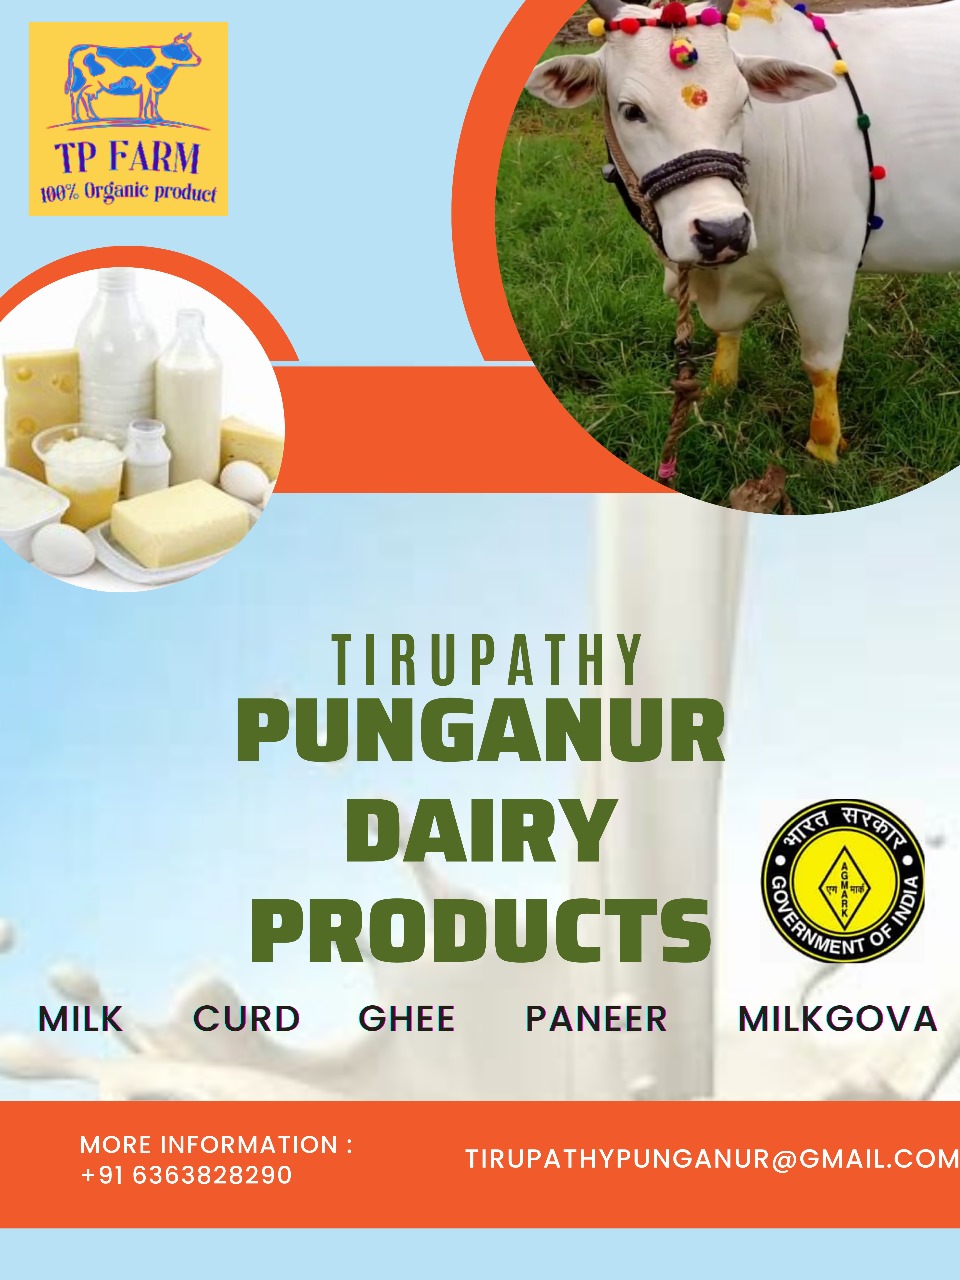 TP FARM
100% Organic product
TIRUPATHY
PUNGANUR
DAIRY
PRODUCTS
भारत सरकार
AGMARK
एग मार्क
GOVERNMENT OF INDIA
MILK CURD GHEE PANEER MILKGOVA
MORE INFORMATION :
+91 6363828290
TIRUPATHYPUNGANUR@GMAIL.COM